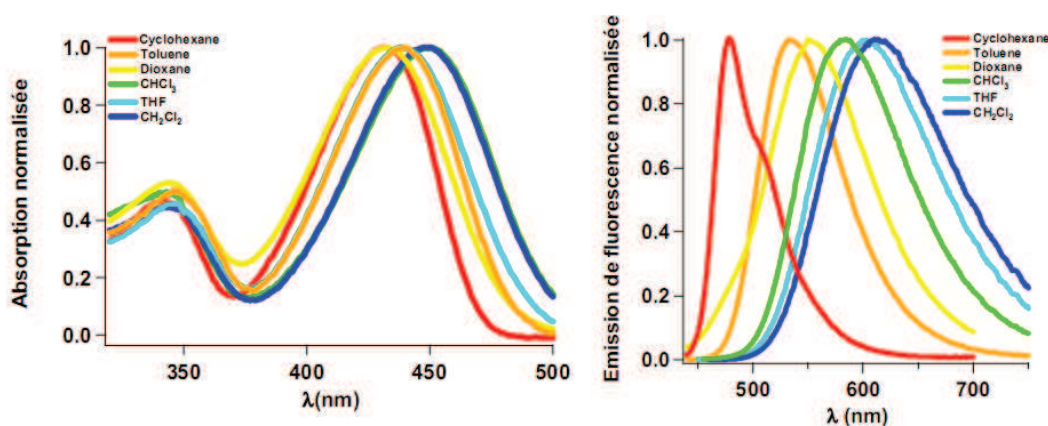 Absorption normalisée
1.0
0.8
0.6
0.4
0.2
0.0
Cyclohexane
Toluene
Dioxane
CHCl₃
THF
CH₂Cl₂
350
400
450
500
λ(nm)
Emission de fluorescence normalisée
1.0
0.8
0.6
0.4
0.2
0.0
Cyclohexane
Toluene
Dioxane
CHCl₃
THF
CH₂Cl₂
500
600
700
λ (nm)